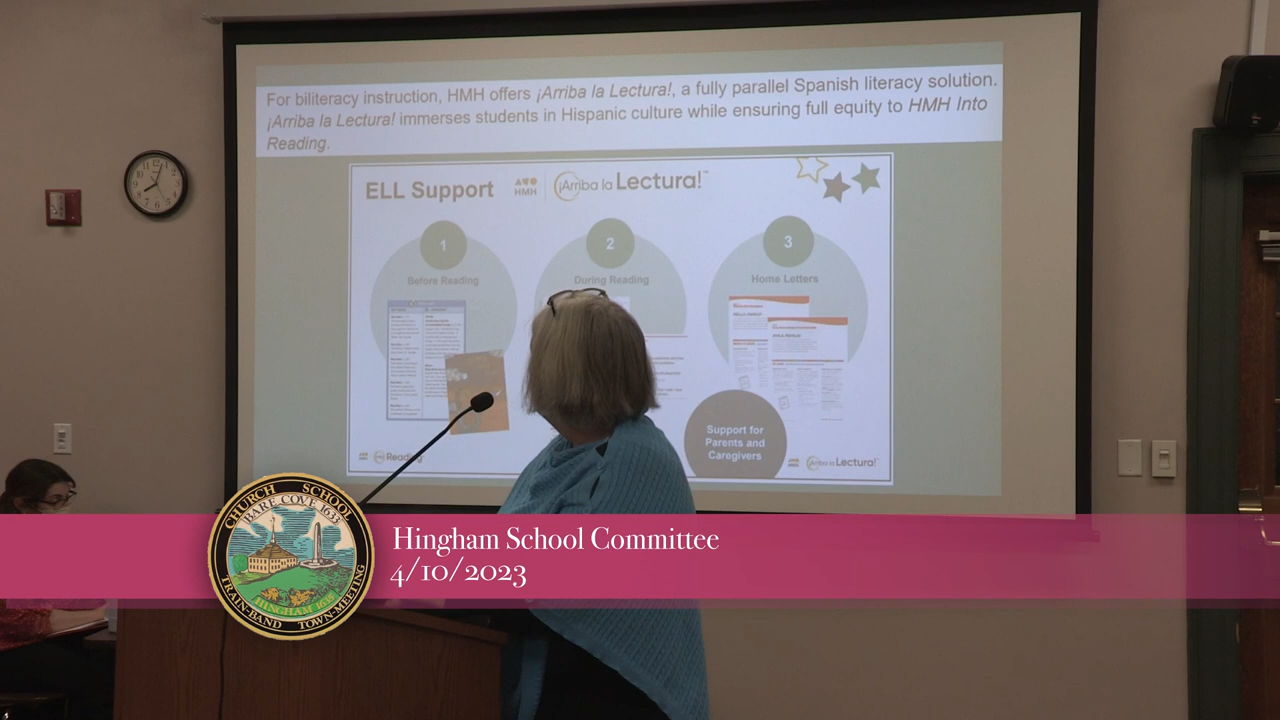 For biliteracy instruction, HMH offers ¡Arriba la Lectura!, a fully parallel Spanish literacy solution.
¡Arriba la Lectura! immerses students in Hispanic culture while ensuring full equity to HMH Into
Reading.
ELL Support
HMH
¡Arriba la Lectura!™
1
2
3
Before Reading
During Reading
Home Letters
Support for
Parents and
Caregivers
Reading
¡Arriba la Lectura!
CHURCH SCHOOL
BARE COVE 1633
HINGHAM 1635
TRAIN-BAND TOWN-MEETING
Hingham School Committee
4/10/2023